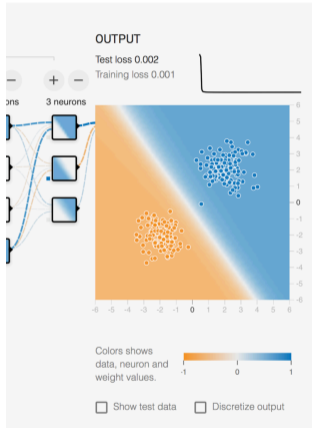 OUTPUT
Test loss 0.002
Training loss 0.001
+ −
ons
3 neurons
6
5
4
3
2
1
0
-1
-2
-3
-4
-5
-6
-6 -5 -4 -3 -2 -1 0 1 2 3 4 5 6
Colors shows
data, neuron and
weight values.
-1 0 1
Show test data
Discretize output